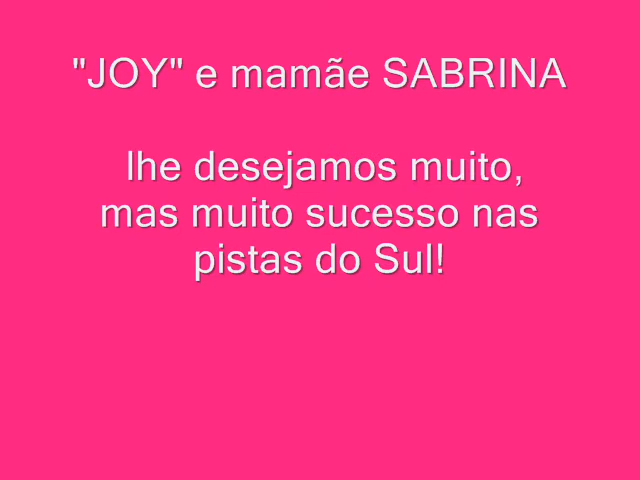 "JOY" e mamãe SABRINA
lhe desejamos muito,
mas muito sucesso nas
pistas do Sul!